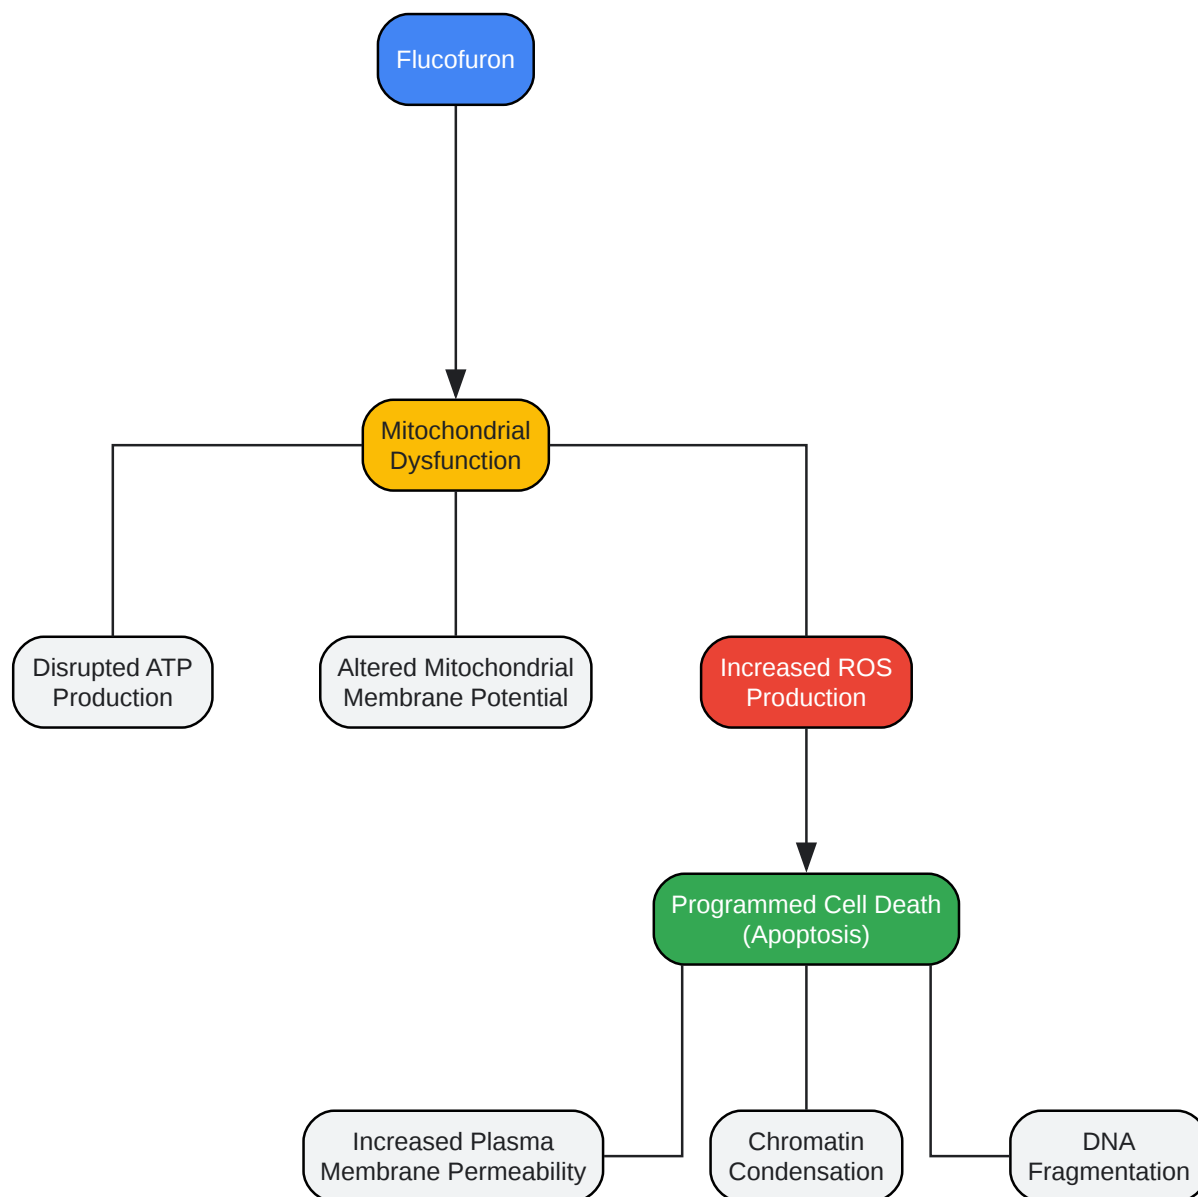 Flucofuron
Mitochondrial
Dysfunction
Disrupted ATP
Production
Altered Mitochondrial
Membrane Potential
Increased ROS
Production
Programmed Cell Death
(Apoptosis)
Increased Plasma
Membrane Permeability
Chromatin
Condensation
DNA
Fragmentation